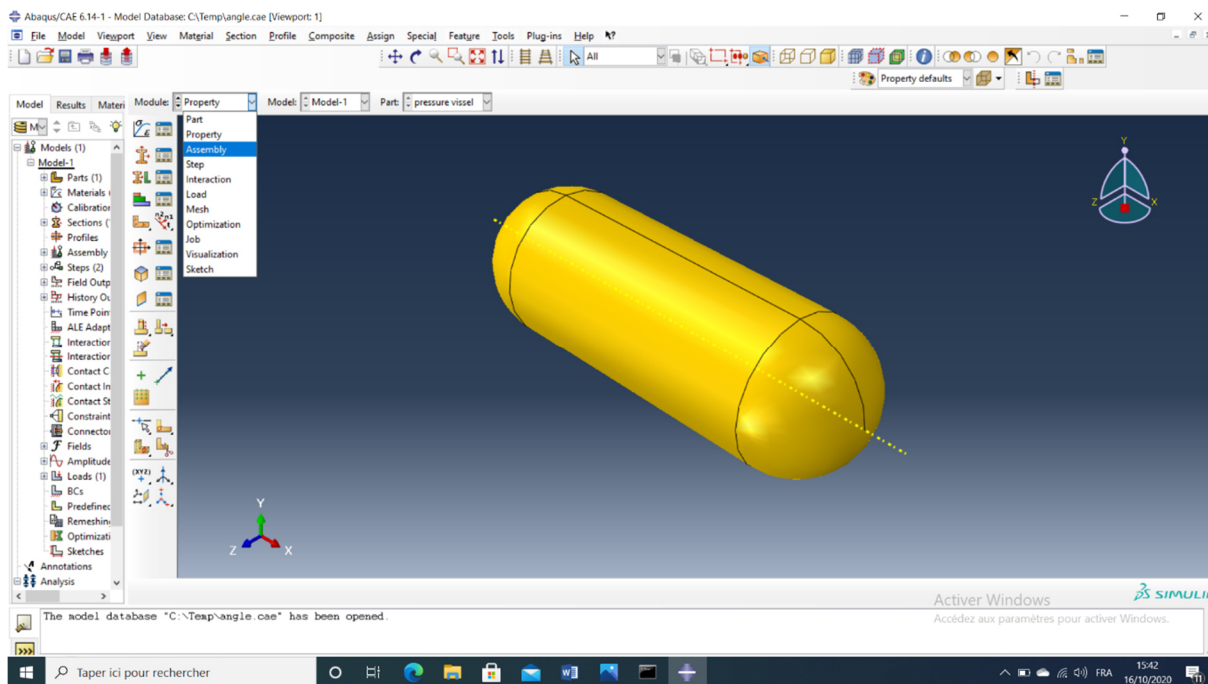 Abaqus/CAE 6.14-1 - Model Database: C:\Temp\angle.cae [Viewport: 1]
File Model Viewport View Material Section Profile Composite Assign Special Feature Tools Plug-ins Help
All
Property defaults
Model Results Materi Module: Property Model: Model-1 Part: pressure vissel
Part
Property
Assembly
Step
Interaction
Load
Mesh
Optimization
Job
Visualization
Sketch
Models (1)
Model-1
Parts (1)
Materials
Calibration
Sections (
Profiles
Assembly
Steps (2)
Field Outp
History Ou
Time Poin
ALE Adapt
Interaction
Interaction
Contact C
Contact In
Contact St
Constraint
Connector
Fields
Amplitude
Loads (1)
BCs
Predefined
Remeshin
Optimizati
Sketches
Annotations
Analysis
(XYZ)
Y
Z X
Y
Z X
SIMULI
Activer Windows
Accédez aux paramètres pour activer Windows.
The model database "C:\Temp\angle.cae" has been opened.
Taper ici pour rechercher
FRA
15:42
16/10/2020